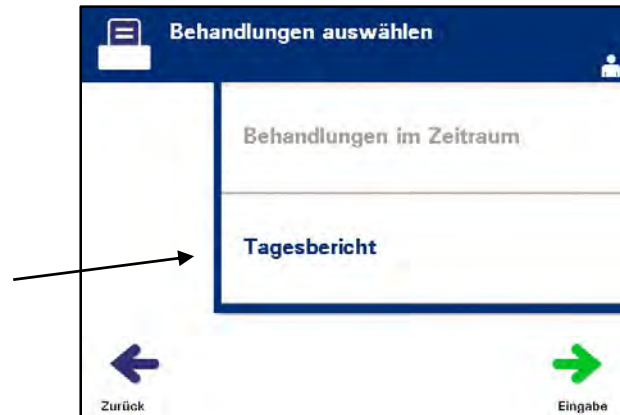 Behandlungen auswählen
Behandlungen im Zeitraum
Tagesbericht
Zurück
Eingabe